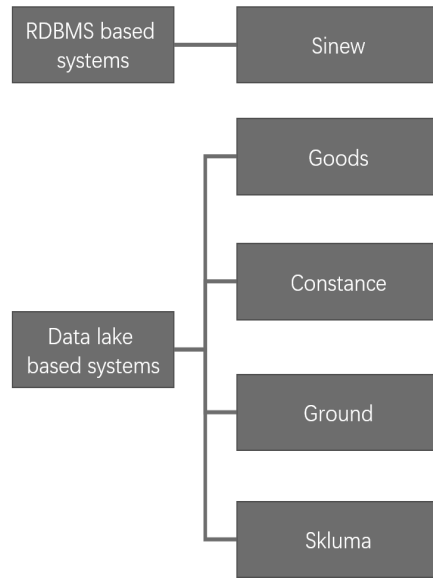 RDBMS based
systems
Sinew
Goods
Constance
Data lake
based systems
Ground
Skluma